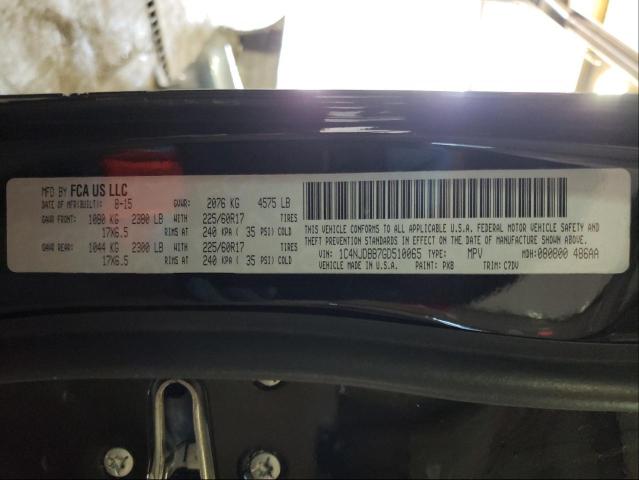 MFD BY FCA US LLC
DATE OF MFR(BUILT): 8-15 GVWR: 2076 KG 4575 LB
GAWR FRONT: 1080 KG 2380 LB WITH 225/60R17 TIRES
17X6.5 RIMS AT 240 KPA ( 35 PSI) COLD
GAWR REAR: 1044 KG 2300 LB WITH 225/60R17 TIRES
17X6.5 RIMS AT 240 KPA ( 35 PSI) COLD
THIS VEHICLE CONFORMS TO ALL APPLICABLE U.S.A. FEDERAL MOTOR VEHICLE SAFETY AND
THEFT PREVENTION STANDARDS IN EFFECT ON THE DATE OF MANUFACTURE SHOWN ABOVE.
VIN: 1C4NJDBB7GD510065 TYPE: MPV MDH: 080800 486AA
VEHICLE MADE IN U.S.A. PAINT: PXB TRIM: C7DV